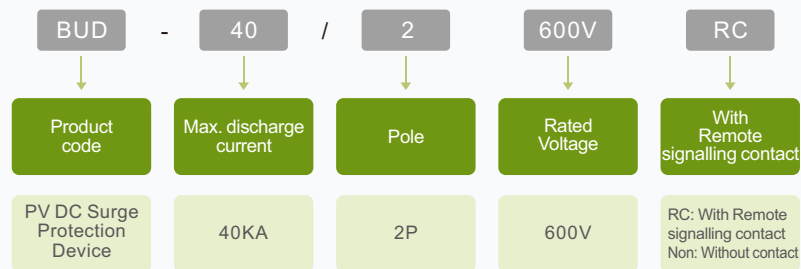 BUD - 40 / 2 600V RC
Product
code
Max. discharge
current
Pole
Rated
Voltage
With
Remote
signalling contact
PV DC Surge
Protection
Device
40KA
2P
600V
RC: With Remote
signalling contact
Non: Without contact